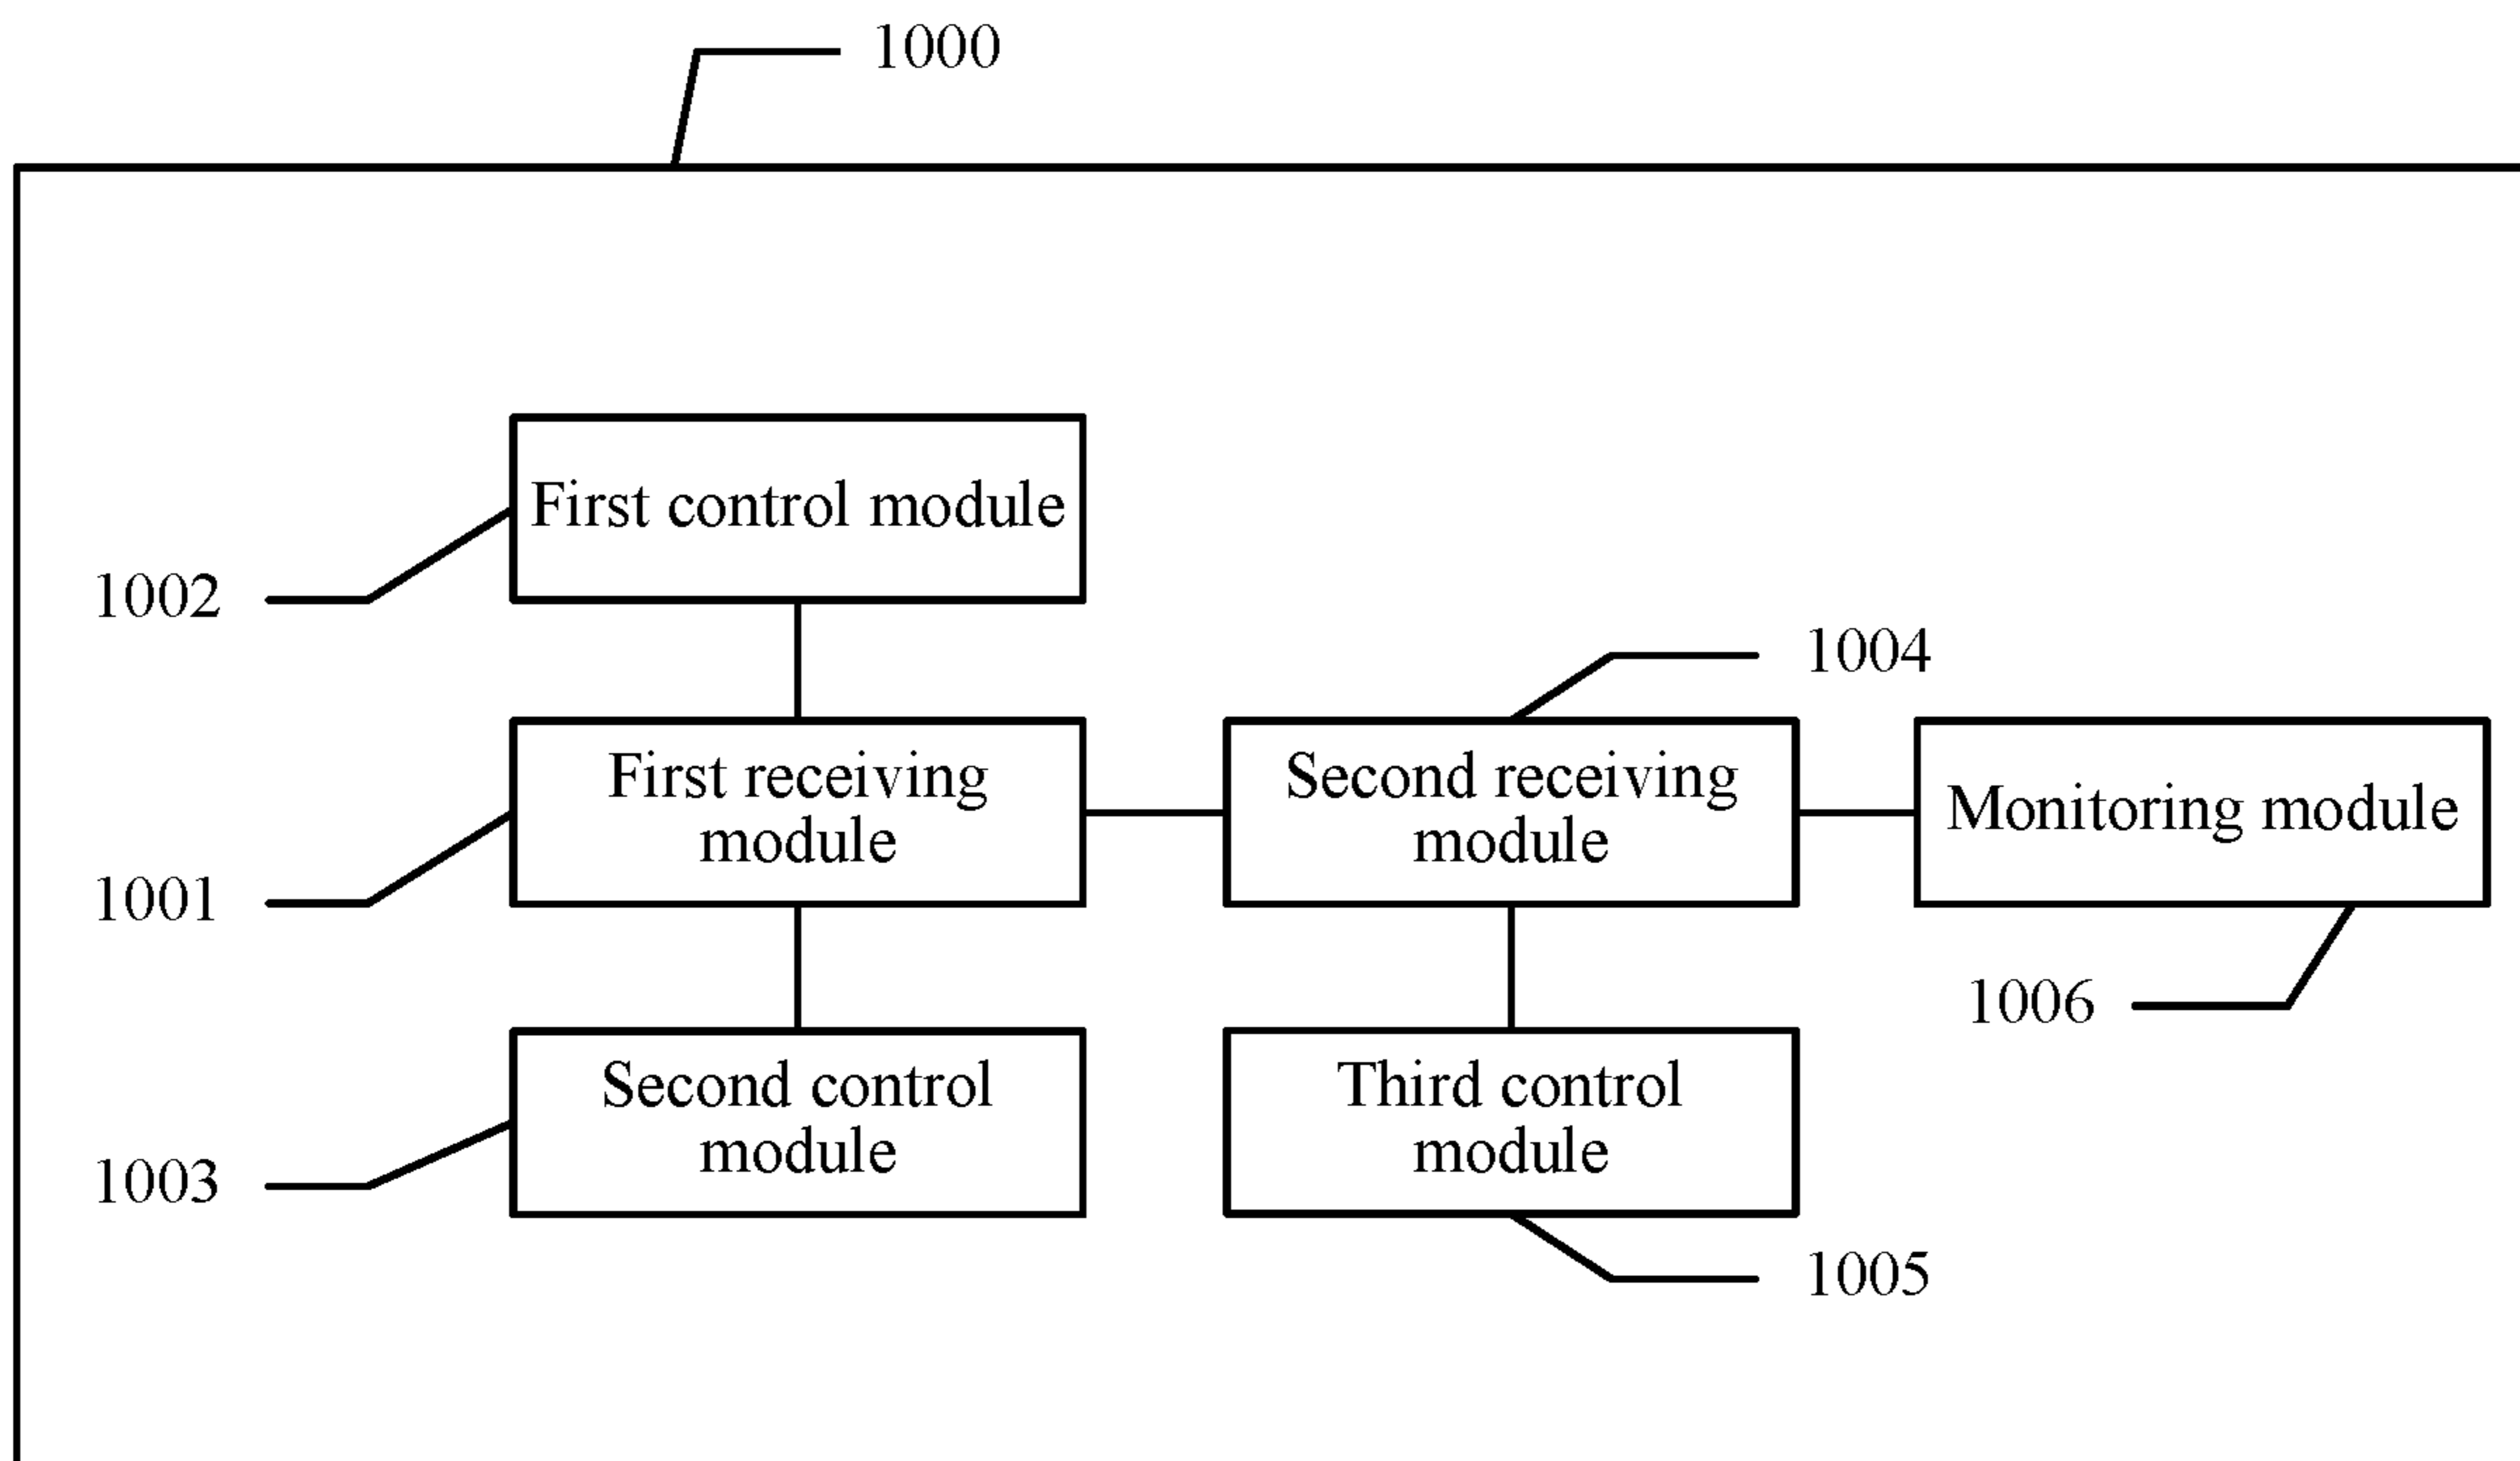 1000
First control module
1002
1004
First receiving
module
Second receiving
module
Monitoring module
1001
1006
Second control
module
Third control
module
1003
1005